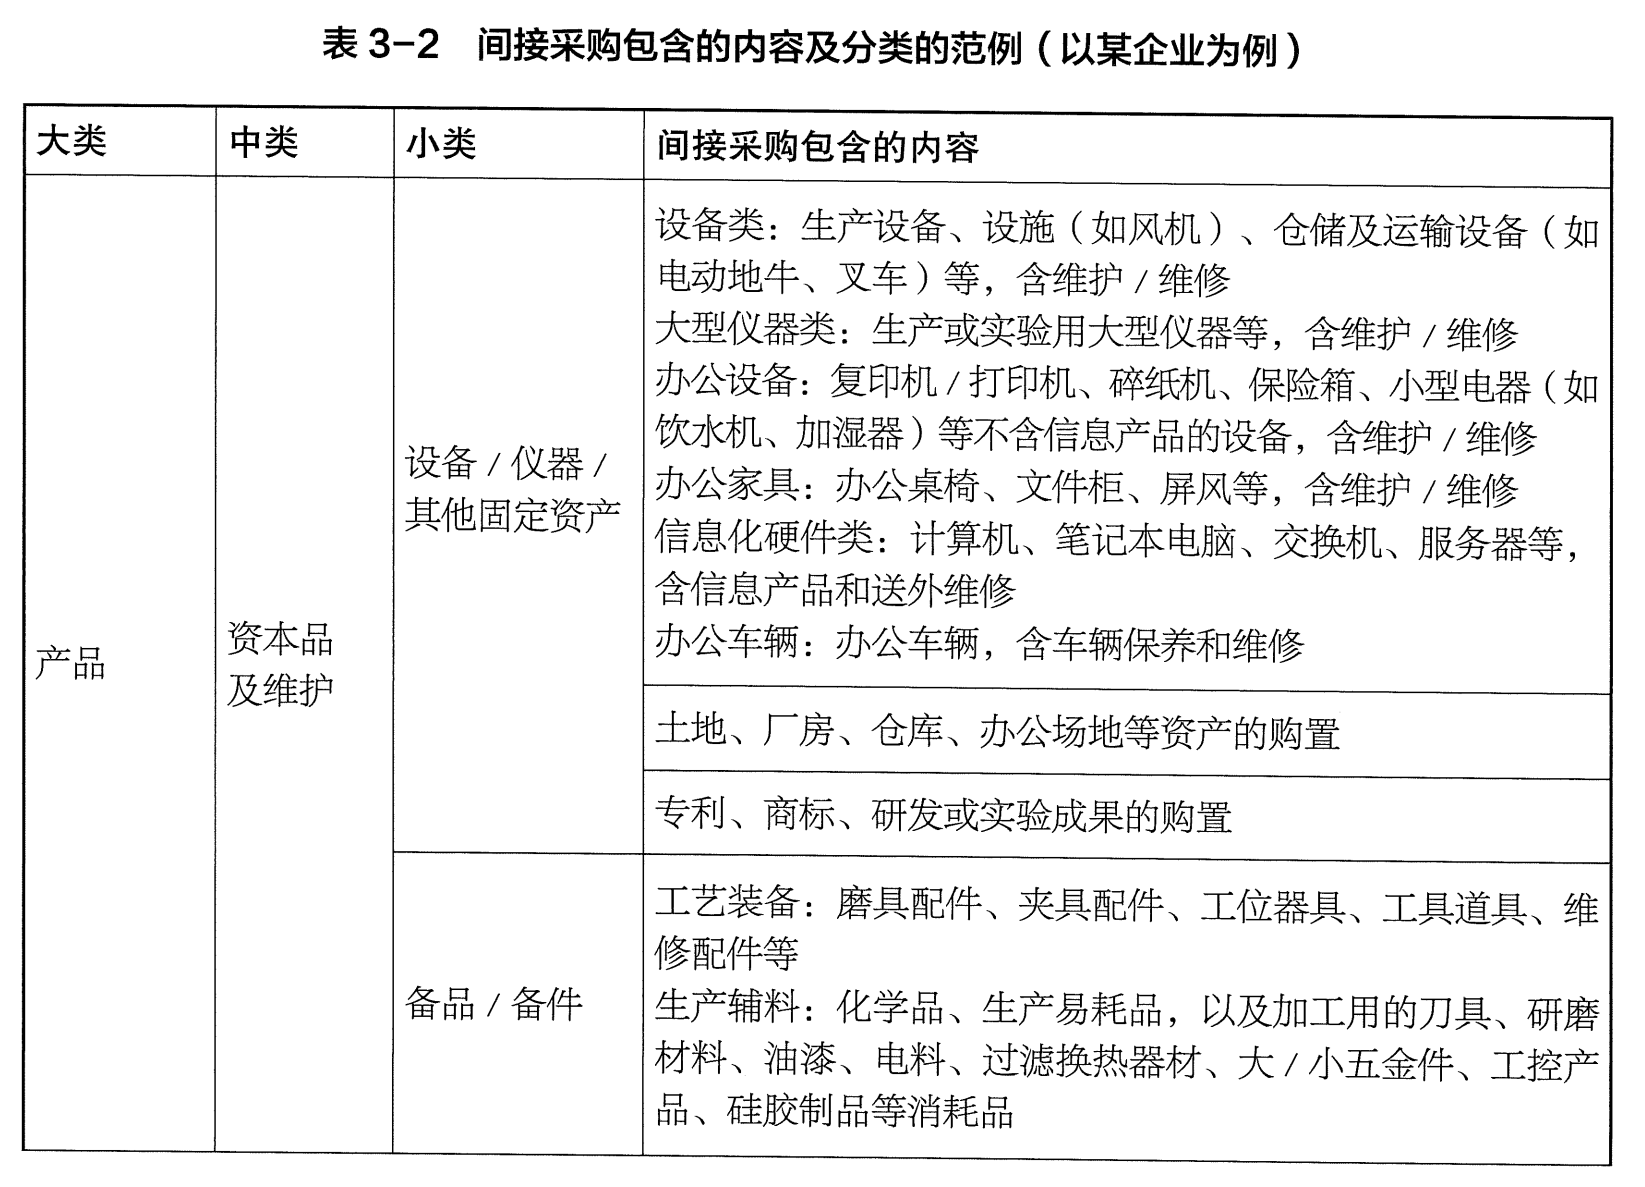 表 3-2 间接采购包含的内容及分类的范例（以某企业为例）
大类 中类 小类 间接采购包含的内容
产品
资本品
及维护
设备 / 仪器 /
其他固定资产
设备类：生产设备、设施（如风机）、仓储及运输设备（如
电动地牛、叉车）等，含维护 / 维修
大型仪器类：生产或实验用大型仪器等，含维护 / 维修
办公设备：复印机 / 打印机、碎纸机、保险箱、小型电器（如
饮水机、加湿器）等不含信息产品的设备，含维护 / 维修
办公家具：办公桌椅、文件柜、屏风等，含维护 / 维修
信息化硬件类：计算机、笔记本电脑、交换机、服务器等，
含信息产品和送外维修
办公车辆：办公车辆，含车辆保养和维修
土地、厂房、仓库、办公场地等资产的购置
专利、商标、研发或实验成果的购置
备品 / 备件
工艺装备：磨具配件、夹具配件、工位器具、工具道具、维
修配件等
生产辅料：化学品、生产易耗品，以及加工用的刀具、研磨
材料、油漆、电料、过滤换热器材、大 / 小五金件、工控产
品、硅胶制品等消耗品